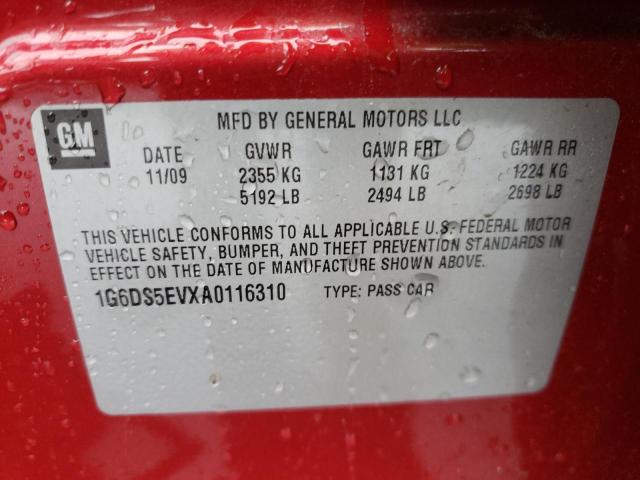 GM
MFD BY GENERAL MOTORS LLC
DATE GVWR GAWR FRT GAWR RR
11/09 2355 KG 1131 KG 1224 KG
5192 LB 2494 LB 2698 LB
THIS VEHICLE CONFORMS TO ALL APPLICABLE U.S. FEDERAL MOTOR
VEHICLE SAFETY, BUMPER, AND THEFT PREVENTION STANDARDS IN
EFFECT ON THE DATE OF MANUFACTURE SHOWN ABOVE.
1G6DS5EVXA0116310 TYPE: PASS CAR